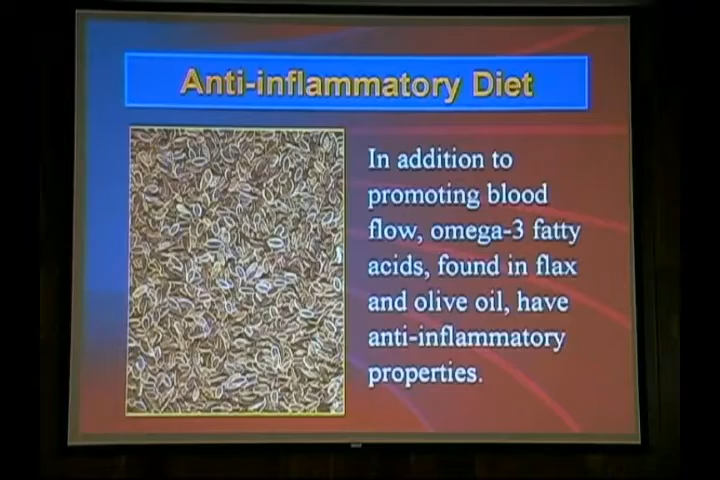 Anti-inflammatory Diet
In addition to
promoting blood
flow, omega-3 fatty
acids, found in flax
and olive oil, have
anti-inflammatory
properties.